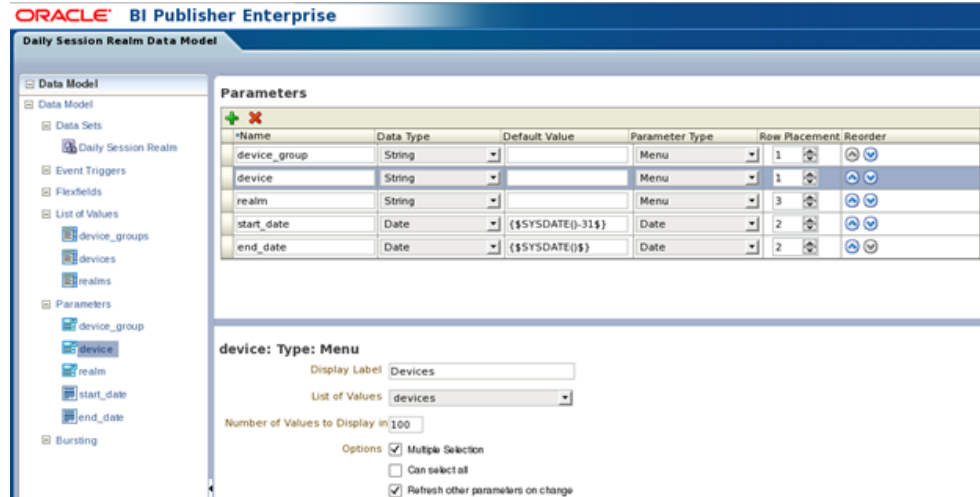 ORACLE' BI Publisher Enterprise
Daily Session Realm Data Model
Data Model
Data Model
Data Sets
Daily Session Realm
Event Triggers
Flexfields
List of Values
device_groups
devices
realms
Parameters
device_group
device
realm
start_date
end_date
Bursting
Parameters
*Name Data Type Default Value Parameter Type Row Placement Reorder
device_group String Menu 1
device String Menu 1
realm String Menu 3
start_date Date {$SYSDATE()-31$} Date 2
end_date Date {$SYSDATE()$} Date 2
device: Type: Menu
Display Label Devices
List of Values devices
Number of Values to Display in 100
Options Multiple Selection
Can select all
Refresh other parameters on change